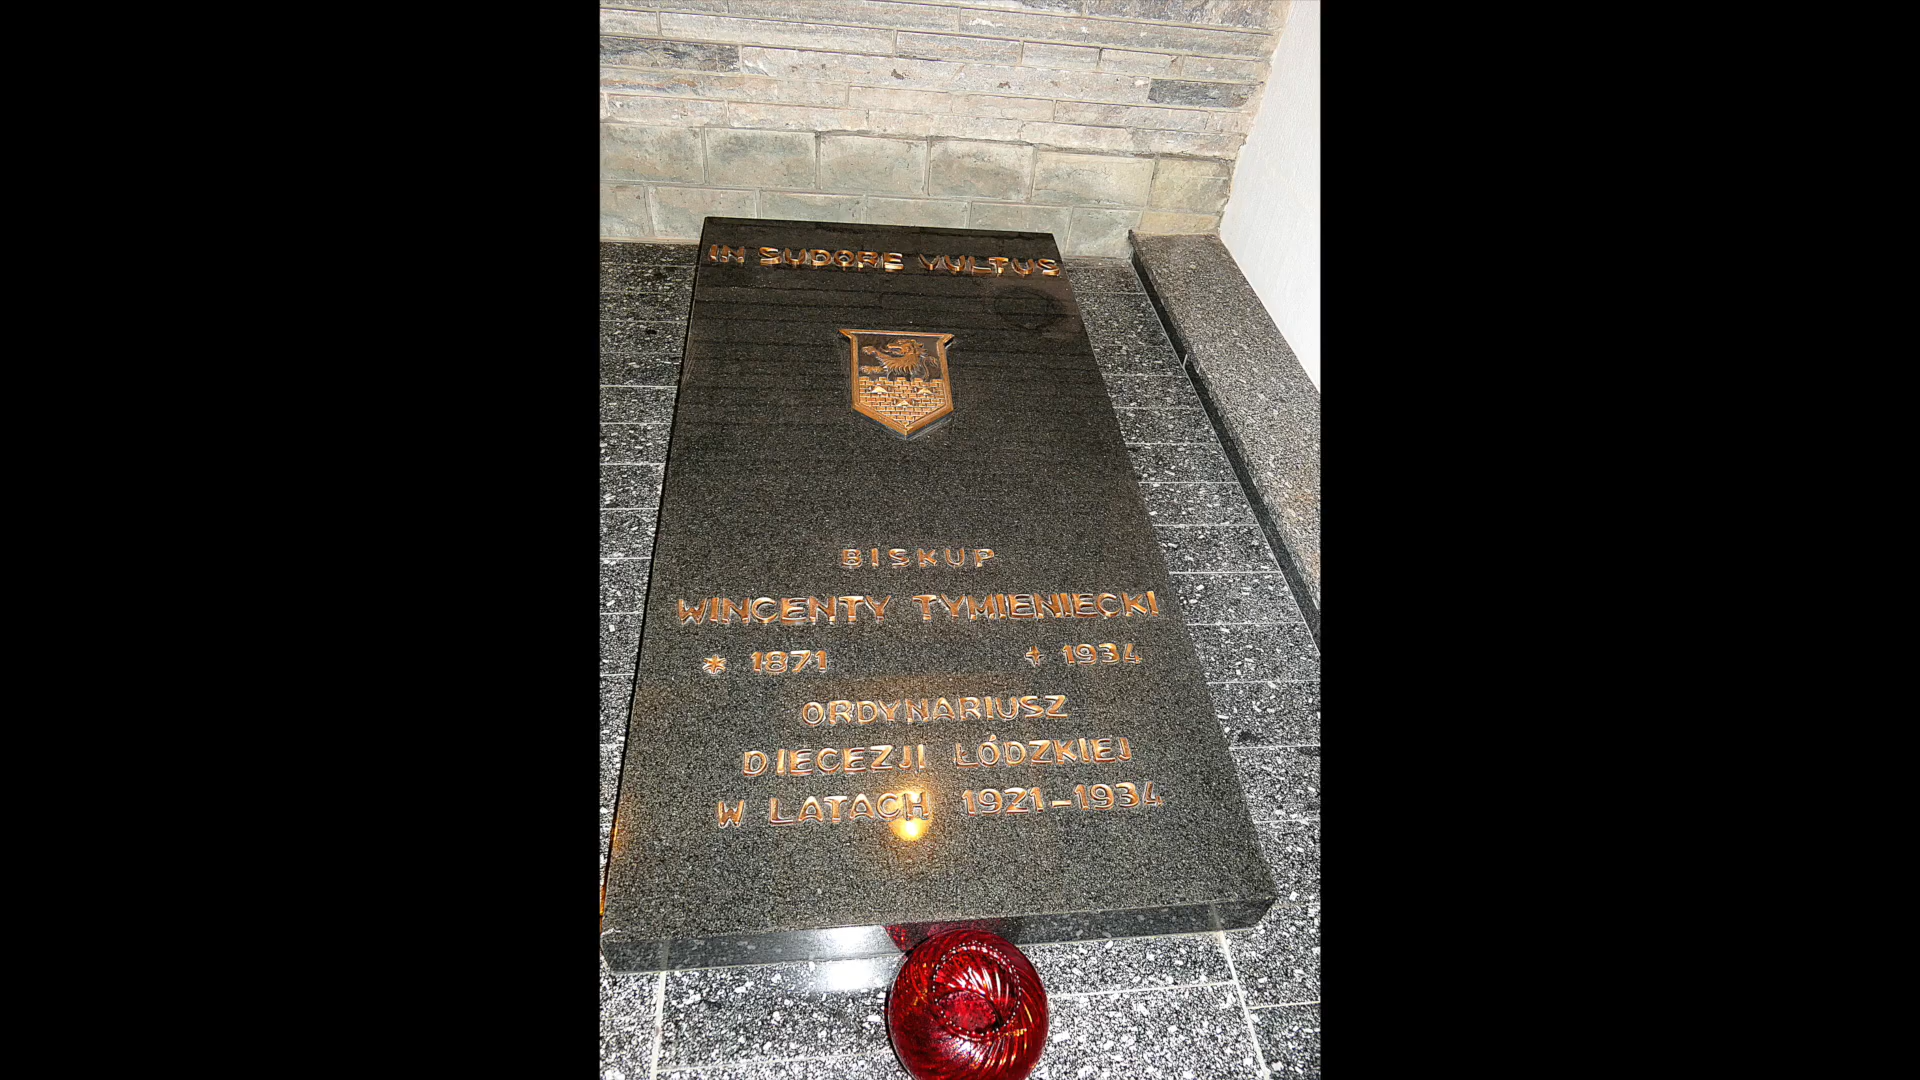 IN SUDORE VULTUS
BISKUP
WINCENTY TYMIENIECKI
* 1871 † 1934
ORDYNARIUSZ
DIECEZJI ŁÓDZKIEJ
W LATACH 1921-1934